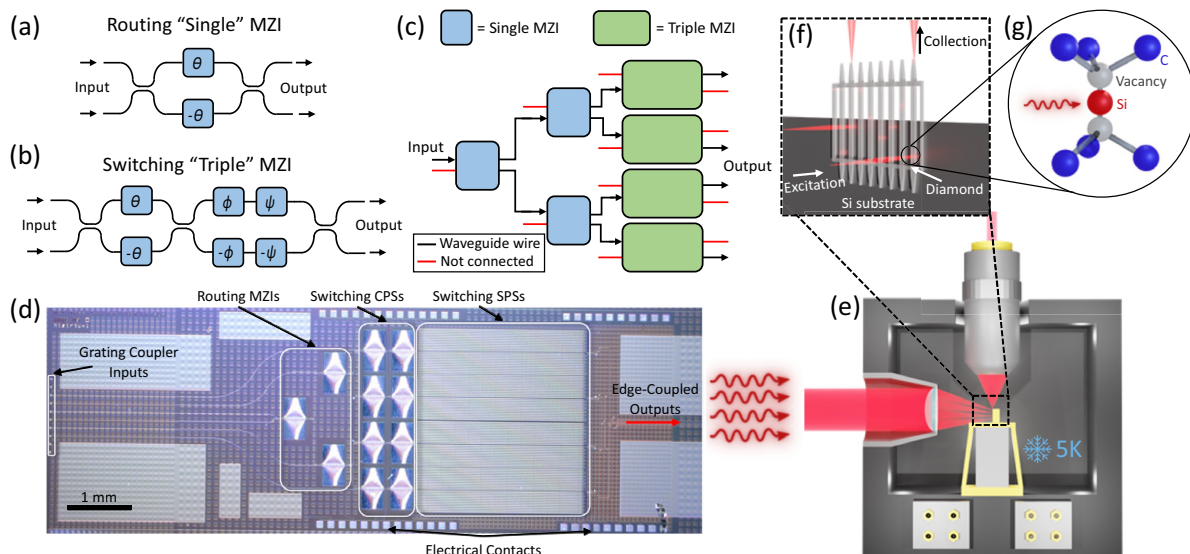 (a) Routing “Single” MZI
θ
Input
Output
-θ
(b) Switching “Triple” MZI
θ
ϕ
ψ
Input
Output
-θ
-ϕ
-ψ
(c)
= Single MZI
= Triple MZI
Input
Output
Waveguide wire
Not connected
(d)
Routing MZIs
Switching CPSs
Switching SPSs
Grating Coupler
Inputs
Edge-Coupled
Outputs
1 mm
Electrical Contacts
(e)
5K
(f)
Collection
Excitation
Diamond
Si substrate
(g)
C
Vacancy
Si